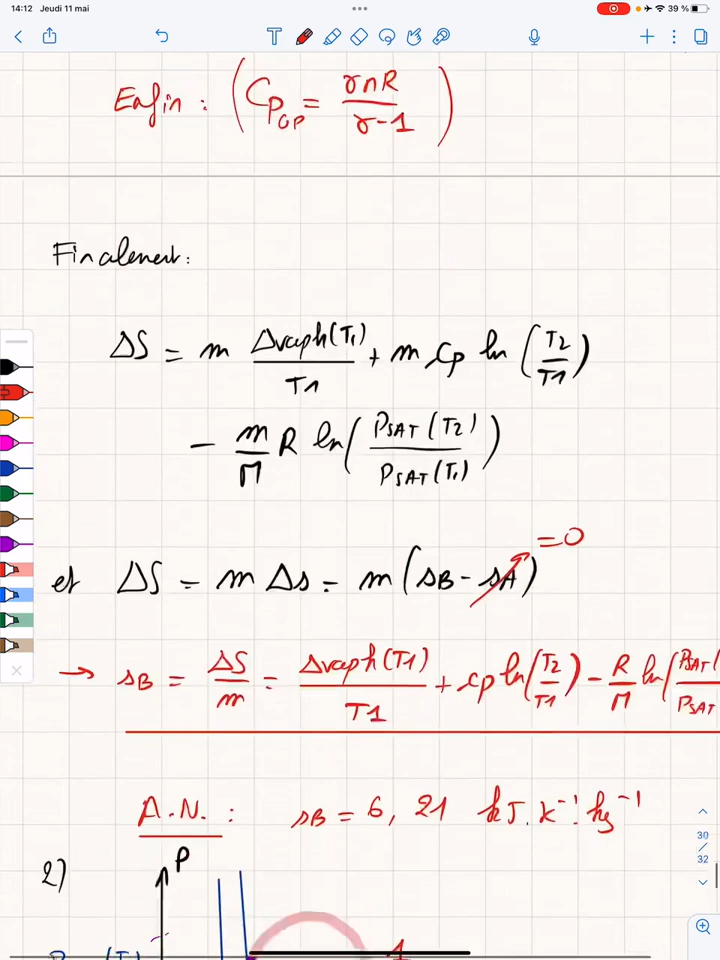 14:12 Jeudi 11 mai 39 %
Enfin : ( Cp_GP = γnR / (γ-1) )
Finalement :
ΔS = m Δvaph(T1) / T1 + m cp ln (T2/T1)
- m/M R ln ( PSAT (T2) / PSAT (T1) )
= 0
et ΔS = m Δs = m (sB - sA)
→ sB = ΔS/m = Δvaph(T1) / T1 + cp ln (T2/T1) - R/M ln ( PSAT( / PSAT
A.N. : sB = 6,21 kJ.K⁻¹.kg⁻¹
30
/
32
2) P